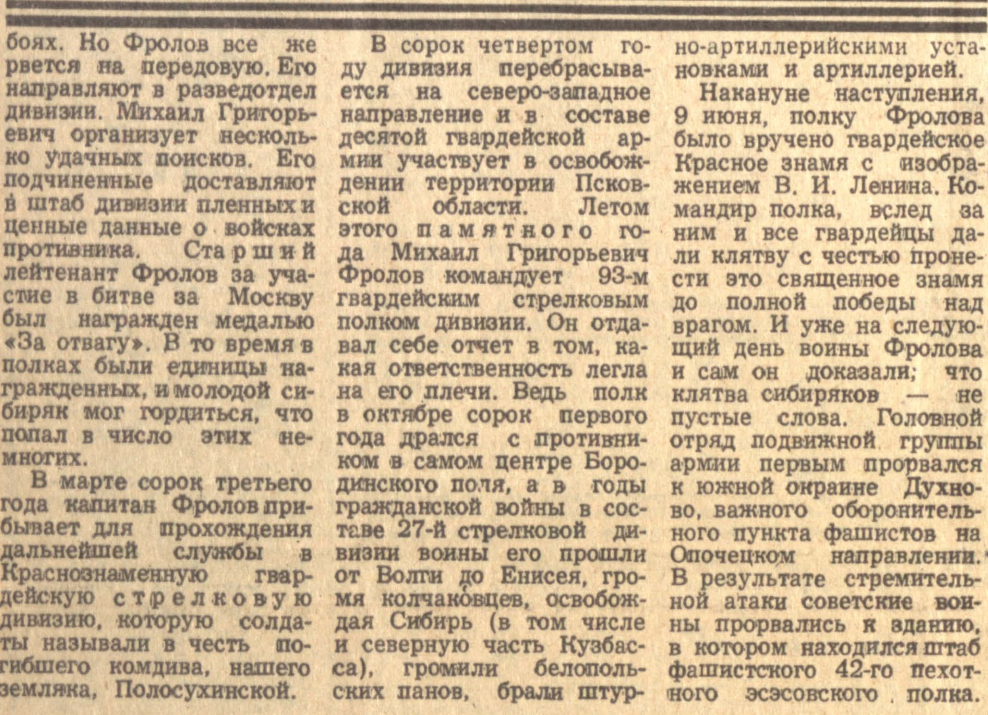 боях. Но Фролов все же
рвется на передовую. Его
направляют в разведотдел
дивизии. Михаил Григорь-
евич организует несколь-
ко удачных поисков. Его
подчиненные доставляют
в штаб дивизии пленных и
ценные данные о войсках
противника. Старший
лейтенант Фролов за уча-
стие в битве за Москву
был награжден медалью
«За отвагу». В то время в
полках были единицы на-
гражденных, и молодой си-
биряк мог гордиться, что
попал в число этих не-
многих.
В марте сорок третьего
года капитан Фролов при-
бывает для прохождения
дальнейшей службы в
Краснознаменную гвар-
дейскую стрелковую
дивизию, которую солда-
ты называли в честь по-
гибшего комдива, нашего
земляка, Полосухинской.
В сорок четвертом го-
ду дивизия перебрасыва-
ется на северо-западное
направление и в составе
десятой гвардейской ар-
мии участвует в освобож-
дении территории Псков-
ской области. Летом
этого памятного го-
да Михаил Григорьевич
Фролов командует 93-м
гвардейским стрелковым
полком дивизии. Он отда-
вал себе отчет в том, ка-
кая ответственность легла
на его плечи. Ведь полк
в октябре сорок первого
года дрался с противни-
ком в самом центре Боро-
динского поля, а в годы
гражданской войны в сос-
таве 27-й стрелковой ди-
визии воины его прошли
от Волги до Енисея, гро-
мя колчаковцев, освобож-
дая Сибирь (в том числе
и северную часть Кузбас-
са), громили белополь-
ских панов, брали штур-
но-артиллерийскими уста-
новками и артиллерией.
Накануне наступления,
9 июня, полку Фролова
было вручено гвардейское
Красное знамя с изобра-
жением В. И. Ленина. Ко-
мандир полка, вслед за
ним и все гвардейцы да-
ли клятву с честью проне-
сти это священное знамя
до полной победы над
врагом. И уже на следую-
щий день воины Фролова
и сам он доказали; что
клятва сибиряков — не
пустые слова. Головной
отряд подвижной группы
армии первым прорвался
к южной окраине Духно-
во, важного оборонитель-
ного пункта фашистов на
Опочецком направлении.
В результате стремитель-
ной атаки советские вои-
ны прорвались к зданию,
в котором находился штаб
фашистского 42-го пехот-
ного эсэсовского полка.